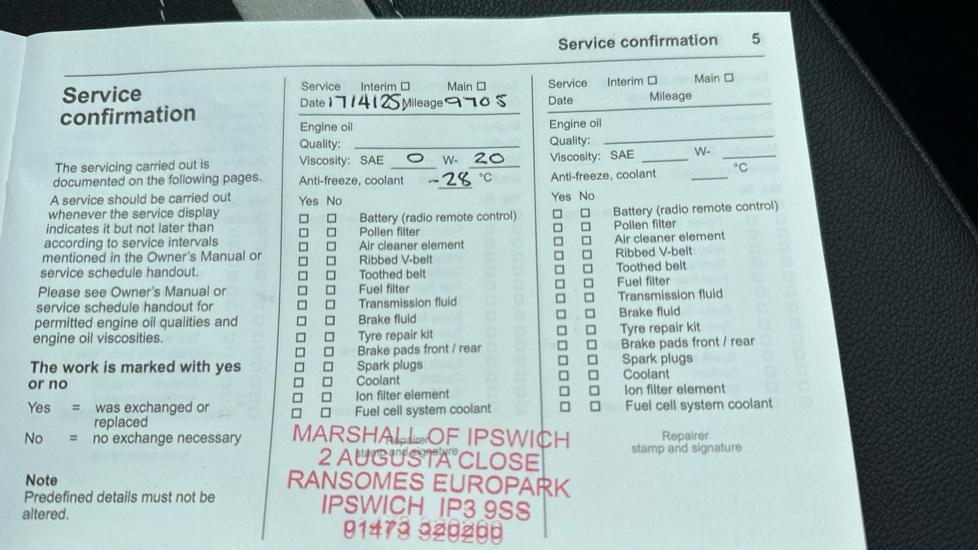 Service confirmation 5
Service
confirmation
The servicing carried out is
documented on the following pages.
A service should be carried out
whenever the service display
indicates it but not later than
according to service intervals
mentioned in the Owner's Manual or
service schedule handout.
Please see Owner's Manual or
service schedule handout for
permitted engine oil qualities and
engine oil viscosities.
The work is marked with yes
or no
Yes = was exchanged or
replaced
No = no exchange necessary
Note
Predefined details must not be
altered.
Service Interim ☐ Main ☐
Date 17/4/25 Mileage 9705
Engine oil
Quality:
Viscosity: SAE 0 W- 20
Anti-freeze, coolant -28 °C
Yes No
☐ ☐ Battery (radio remote control)
☐ ☐ Pollen filter
☐ ☐ Air cleaner element
☐ ☐ Ribbed V-belt
☐ ☐ Toothed belt
☐ ☐ Fuel filter
☐ ☐ Transmission fluid
☐ ☐ Brake fluid
☐ ☐ Tyre repair kit
☐ ☐ Brake pads front / rear
☐ ☐ Spark plugs
☐ ☐ Coolant
☐ ☐ Ion filter element
☐ ☐ Fuel cell system coolant
Repairer
stamp and signature
MARSHALL OF IPSWICH
2 AUGUSTA CLOSE
RANSOMES EUROPARK
IPSWICH IP3 9SS
Service Interim ☐ Main ☐
Date Mileage
Engine oil
Quality:
Viscosity: SAE W-
Anti-freeze, coolant °C
Yes No
☐ ☐ Battery (radio remote control)
☐ ☐ Pollen filter
☐ ☐ Air cleaner element
☐ ☐ Ribbed V-belt
☐ ☐ Toothed belt
☐ ☐ Fuel filter
☐ ☐ Transmission fluid
☐ ☐ Brake fluid
☐ ☐ Tyre repair kit
☐ ☐ Brake pads front / rear
☐ ☐ Spark plugs
☐ ☐ Coolant
☐ ☐ Ion filter element
☐ ☐ Fuel cell system coolant
Repairer
stamp and signature